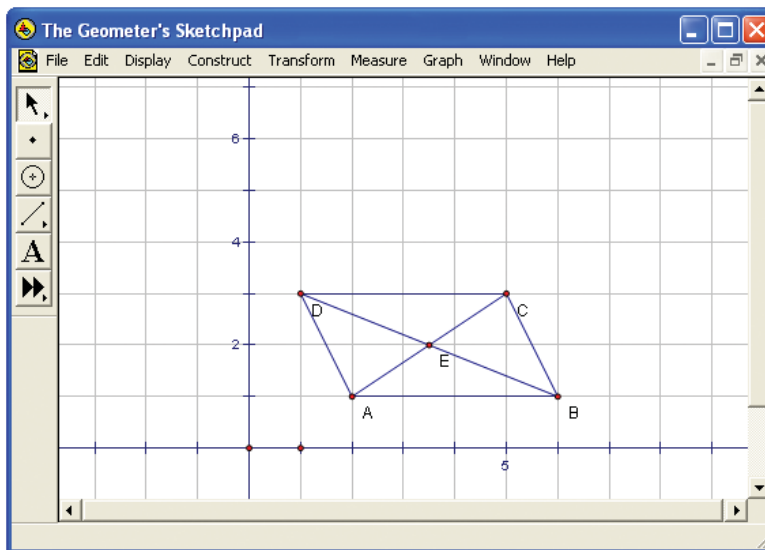 The Geometer's Sketchpad
File Edit Display Construct Transform Measure Graph Window Help
A
6
4
D C
2
E
A B
5